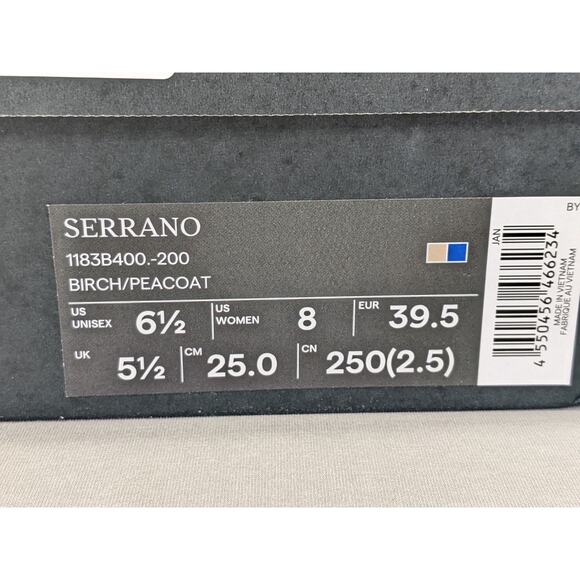 SERRANO
1183B400.-200
BIRCH/PEACOAT
US UNISEX 6½ US WOMEN 8 EUR 39.5
UK 5½ CM 25.0 CN 250(2.5)
BY
JAN
4 550456 466234
MADE IN VIETNAM
FABRIQUE AU VIETNAM